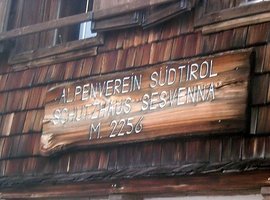 "ALPENVEREIN SÜDTIROL
SCHUTZHAUS SESVENNA"
M. 2256